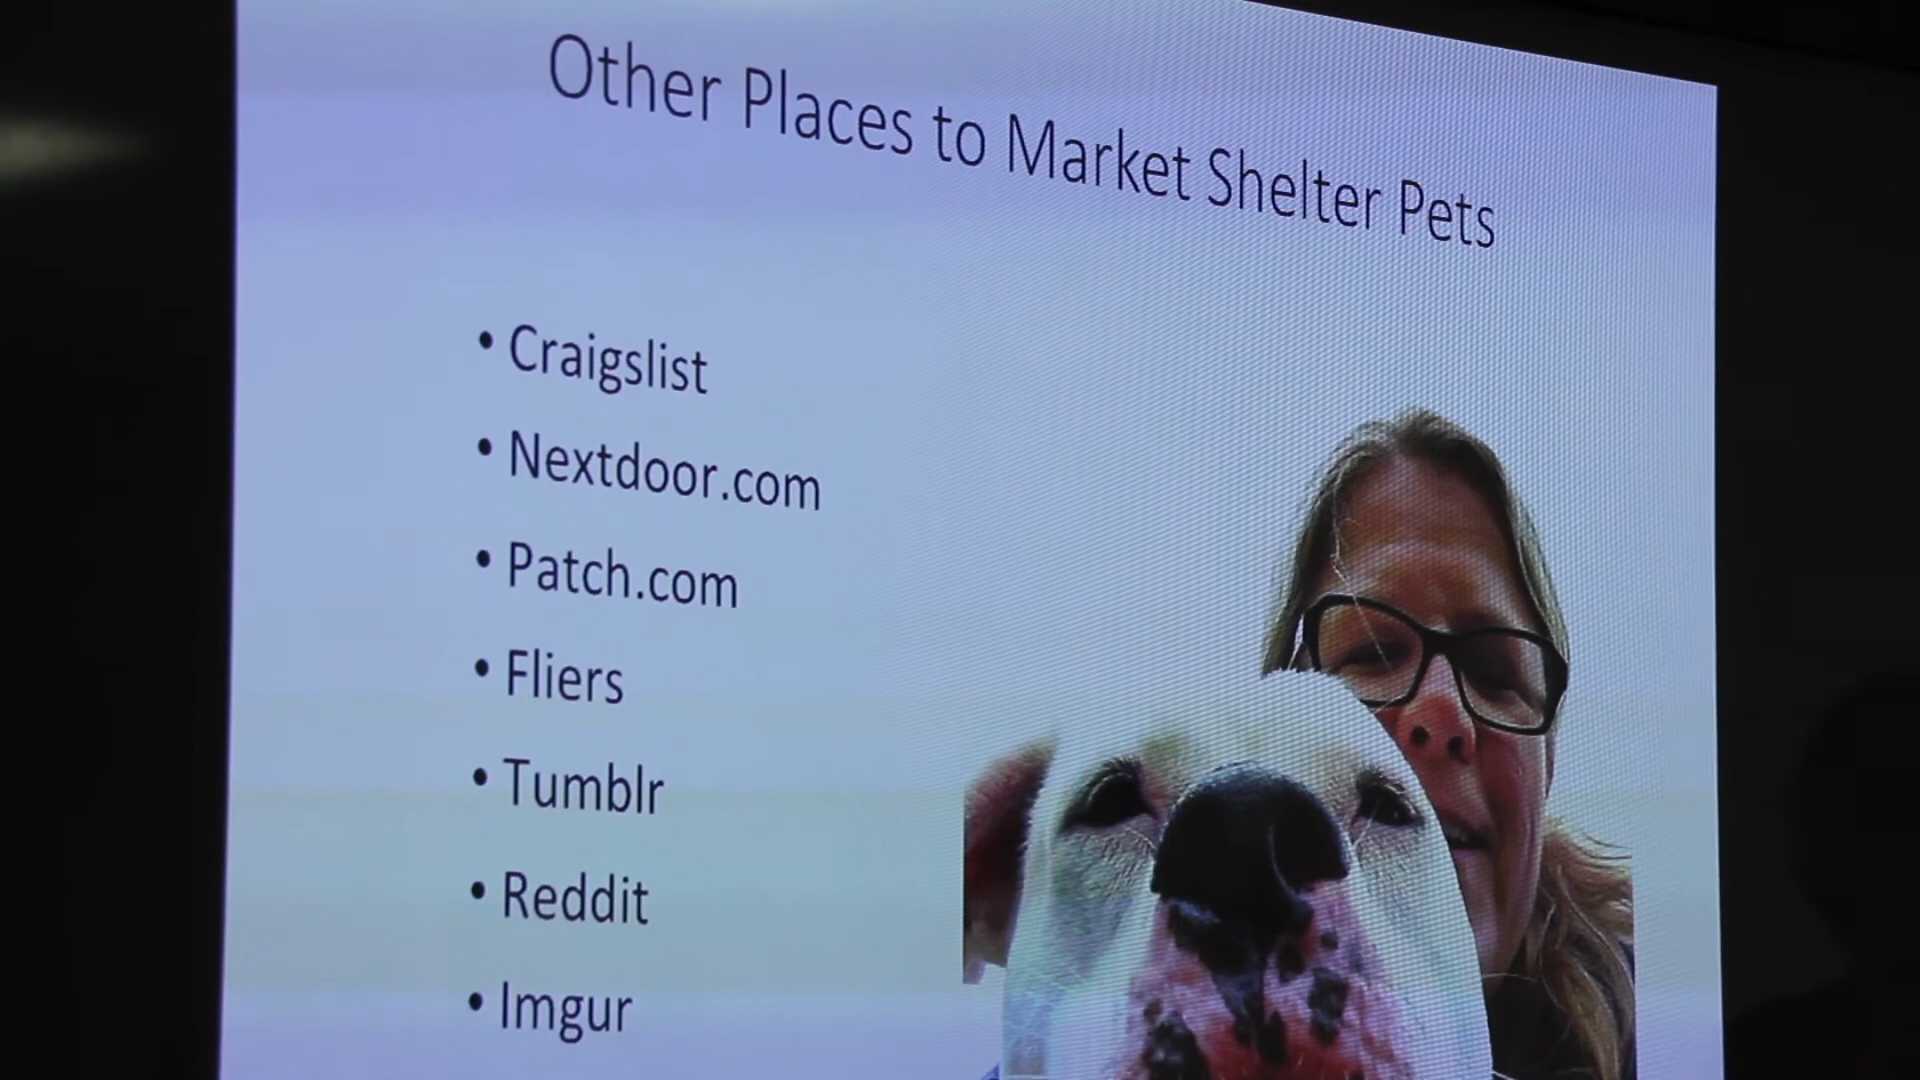 Other Places to Market Shelter Pets
• Craigslist
• Nextdoor.com
• Patch.com
• Fliers
• Tumblr
• Reddit
• Imgur